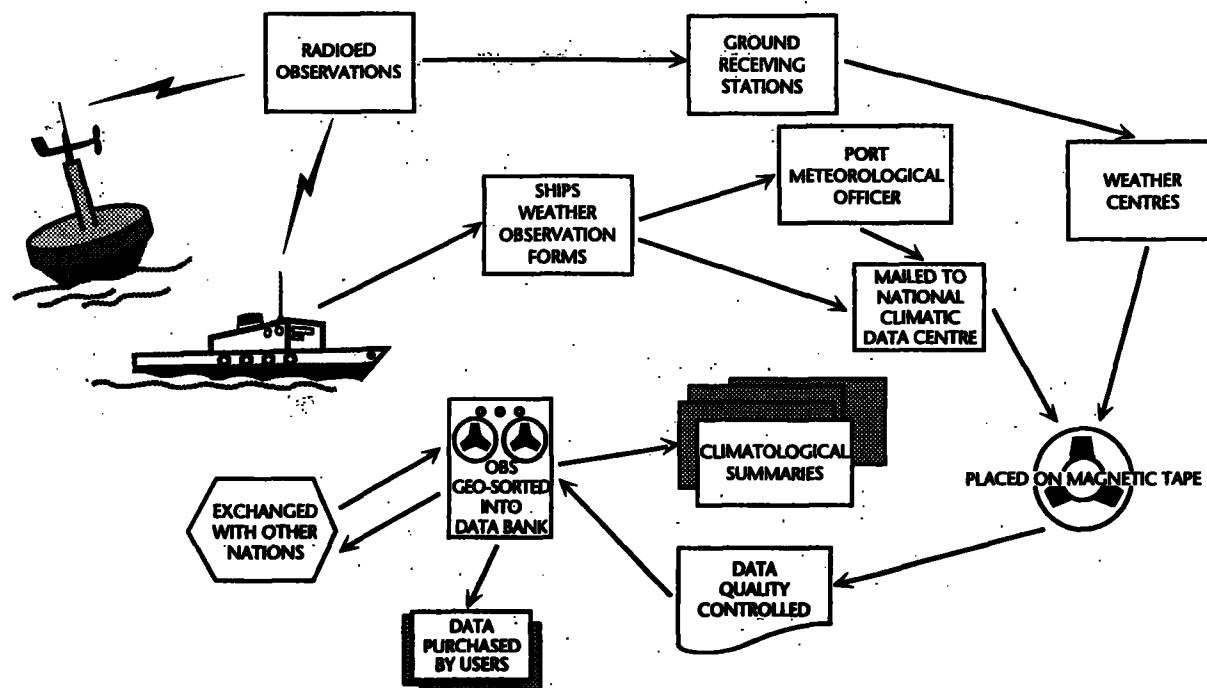 RADIOED
OBSERVATIONS
GROUND
RECEIVING
STATIONS
PORT
METEOROLOGICAL
OFFICER
WEATHER
CENTRES
SHIPS
WEATHER
OBSERVATION
FORMS
MAILED TO
NATIONAL
CLIMATIC
DATA CENTRE
CLIMATOLOGICAL
SUMMARIES
OBS
GEO-SORTED
INTO
DATA BANK
PLACED ON MAGNETIC TAPE
EXCHANGED
WITH OTHER
NATIONS
DATA
QUALITY
CONTROLLED
DATA
PURCHASED
BY USERS